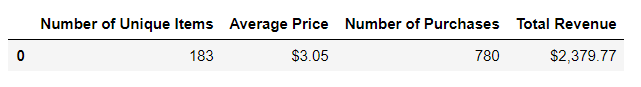 Number of Unique Items Average Price Number of Purchases Total Revenue
0 183 $3.05 780 $2,379.77